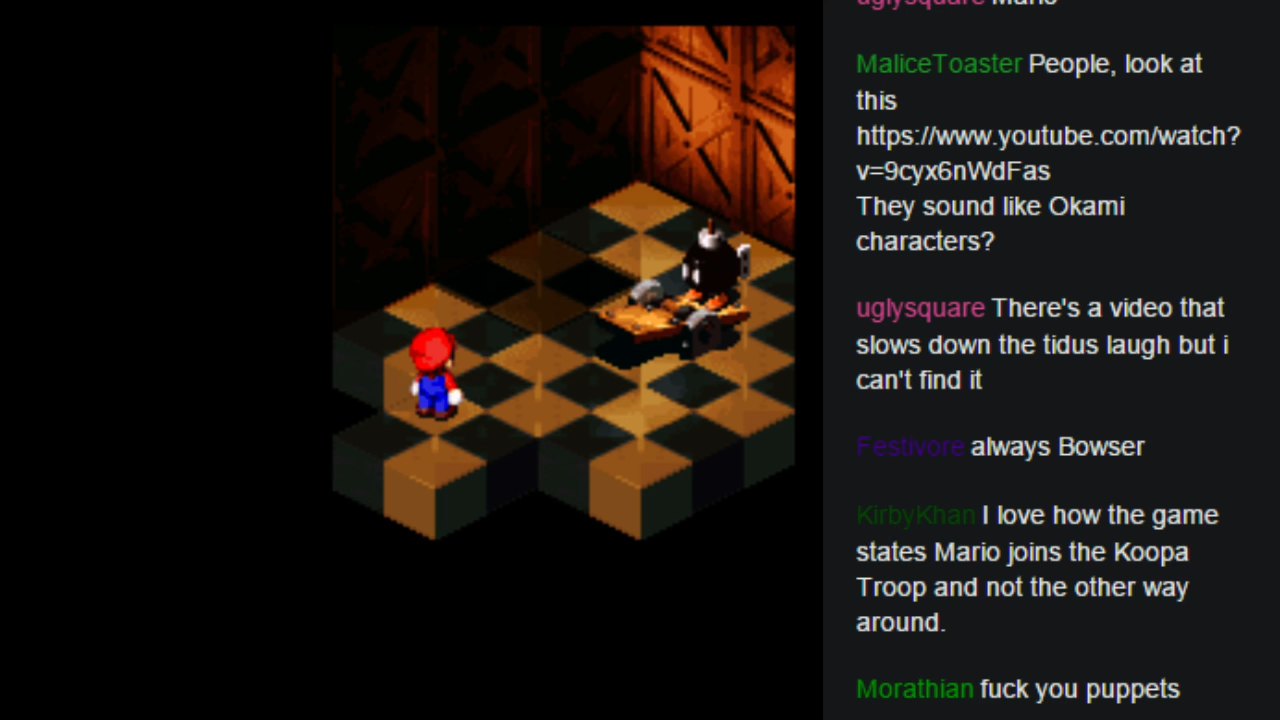 uglysquare Mario
MaliceToaster People, look at
this
https://www.youtube.com/watch?
v=9cyx6nWdFas
They sound like Okami
characters?
uglysquare There's a video that
slows down the tidus laugh but i
can't find it
Festivore always Bowser
KirbyKhan I love how the game
states Mario joins the Koopa
Troop and not the other way
around.
Morathian fuck you puppets